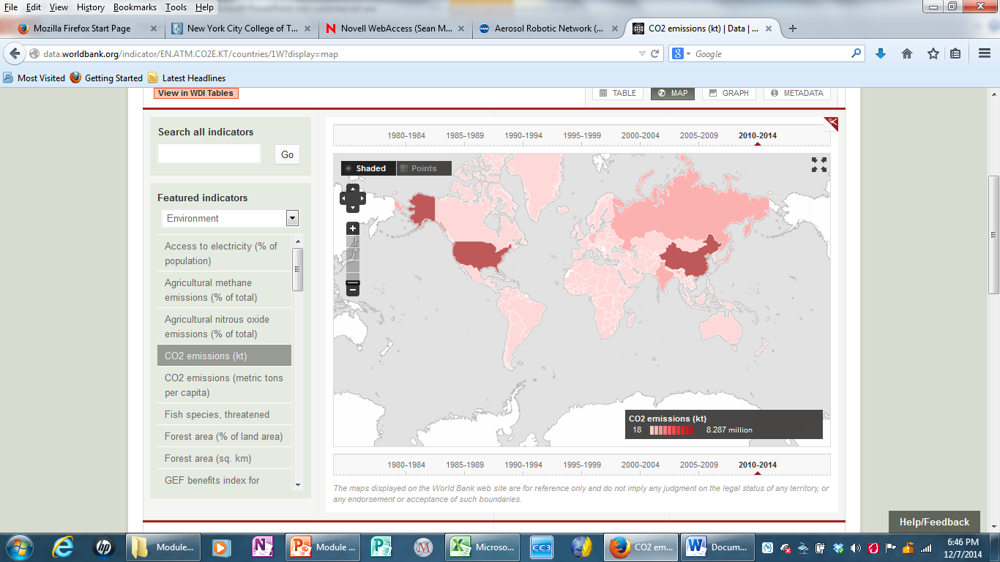 File Edit View History Bookmarks Tools Help
Mozilla Firefox Start Page
New York City College of T...
Novell WebAccess (Sean M...
Aerosol Robotic Network (...
CO2 emissions (kt) | Data | ...
data.worldbank.org/indicator/EN.ATM.CO2E.KT/countries/1W?display=map
Google
Most Visited Getting Started Latest Headlines
View in WDI Tables
TABLE MAP GRAPH METADATA
Search all indicators
Go
Featured indicators
Environment
Access to electricity (% of
population)
Agricultural methane
emissions (% of total)
Agricultural nitrous oxide
emissions (% of total)
CO2 emissions (kt)
CO2 emissions (metric tons
per capita)
Fish species, threatened
Forest area (% of land area)
Forest area (sq. km)
GEF benefits index for
1980-1984 1985-1989 1990-1994 1995-1999 2000-2004 2005-2009 2010-2014
Shaded Points
CO2 emissions (kt)
18 8.287 million
1980-1984 1985-1989 1990-1994 1995-1999 2000-2004 2005-2009 2010-2014
The maps displayed on the World Bank web site are for reference only and do not imply any judgment on the legal status of any territory, or
any endorsement or acceptance of such boundaries.
Help/Feedback
Module... Module ... Microso... CC3 CO2 em... Docum...
6:46 PM
12/7/2014